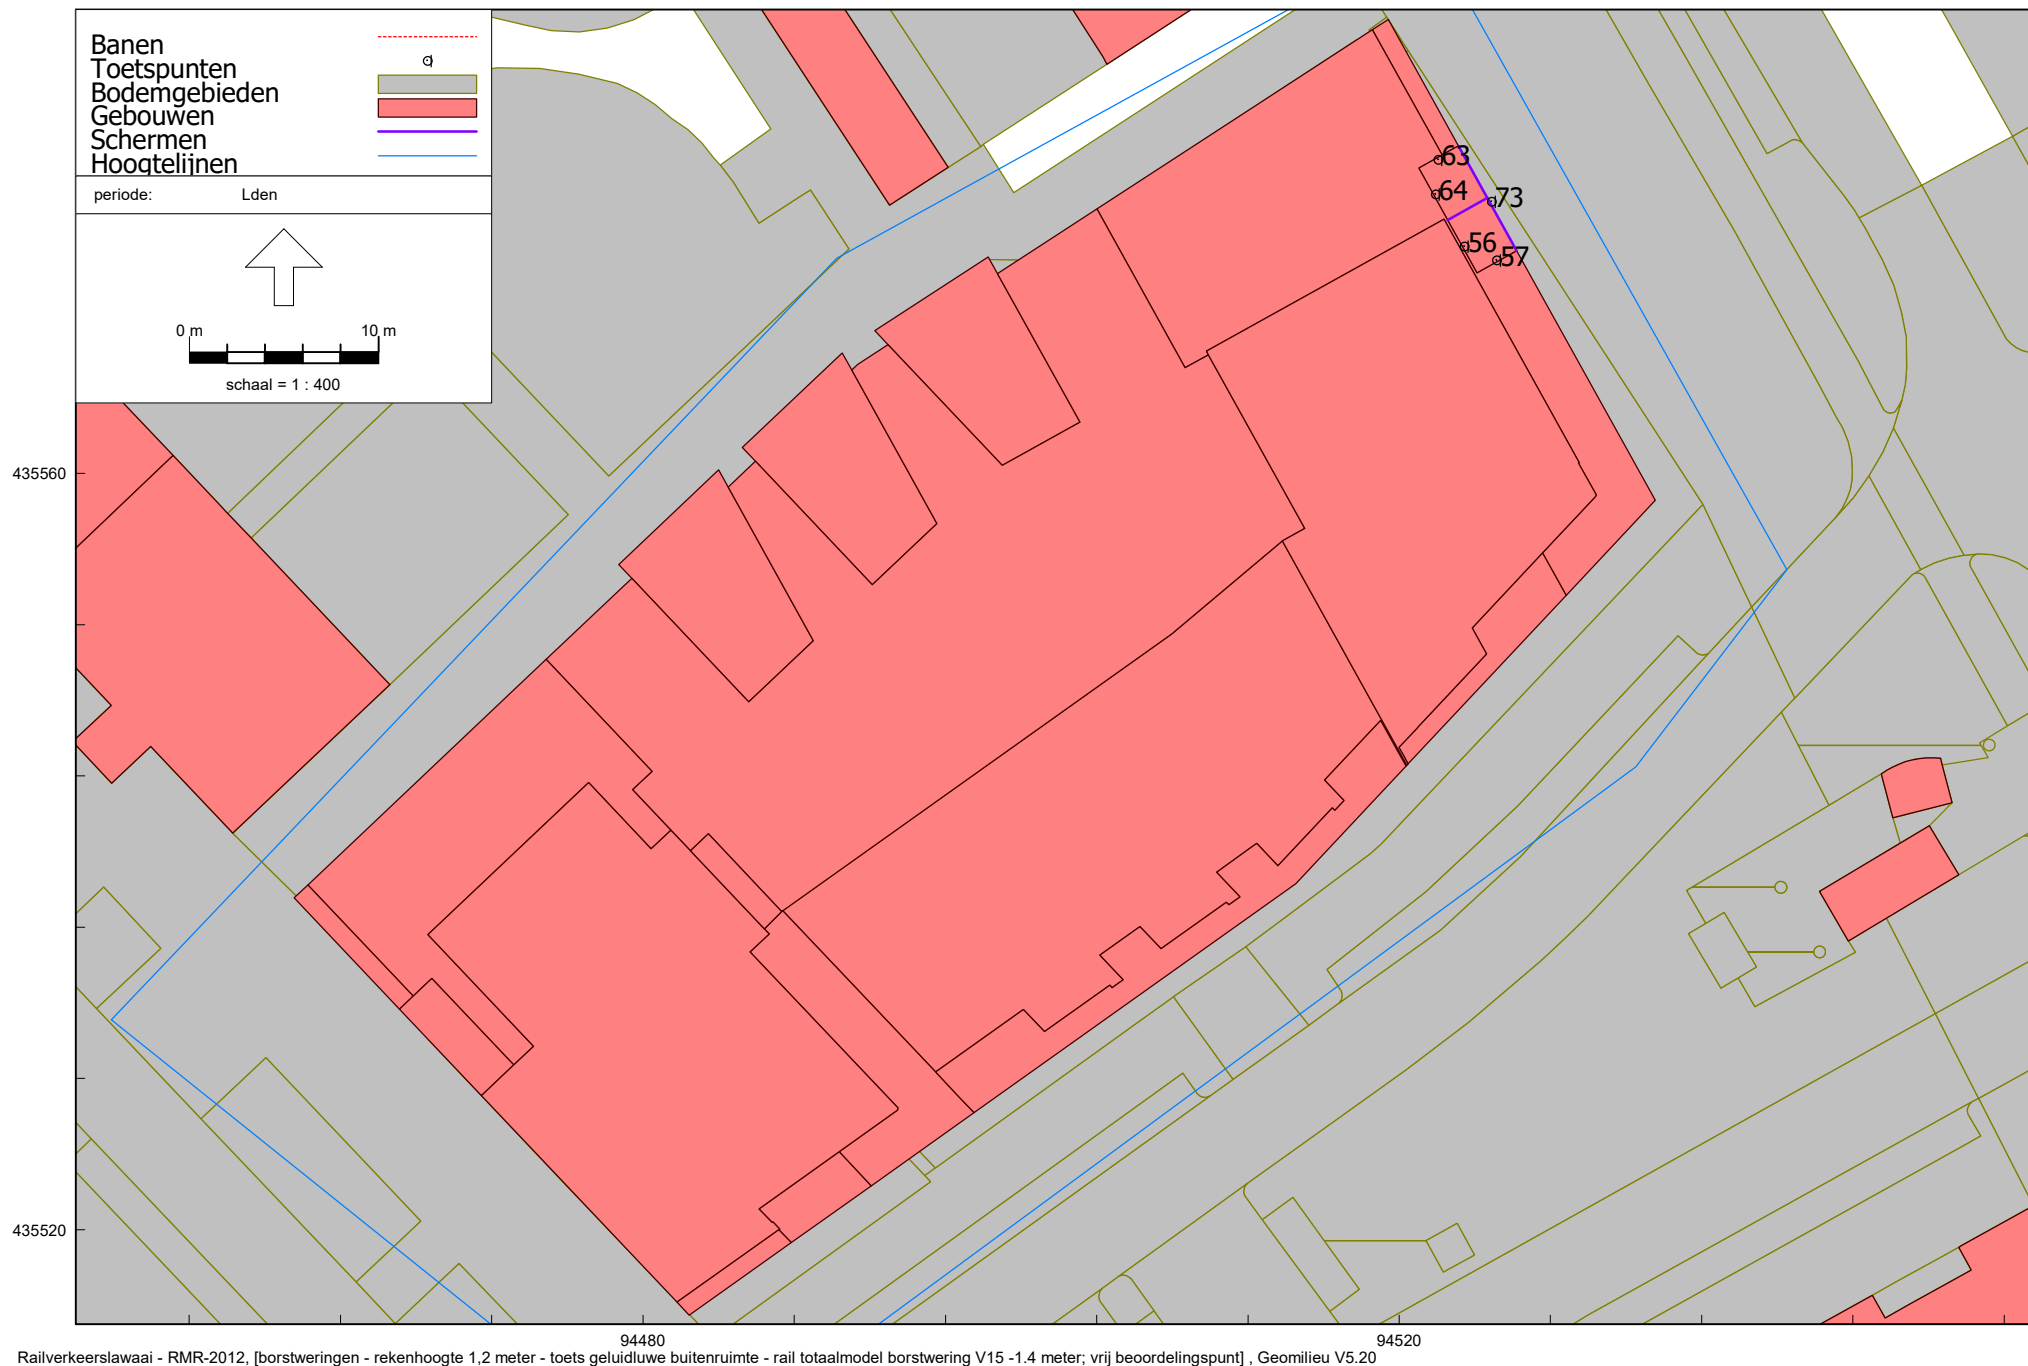 Banen
Toetspunten
Bodemgebieden
Gebouwen
Schermen
Hoogtelijnen
periode: Lden
0 m 10 m
schaal = 1 : 400
63
64
73
56
57
435560
435520
94480 94520
Railverkeerslawaai - RMR-2012, [borstweringen - rekenhoogte 1,2 meter - toets geluidluwe buitenruimte - rail totaalmodel borstwering V15 -1.4 meter; vrij beoordelingspunt] , Geomilieu V5.20